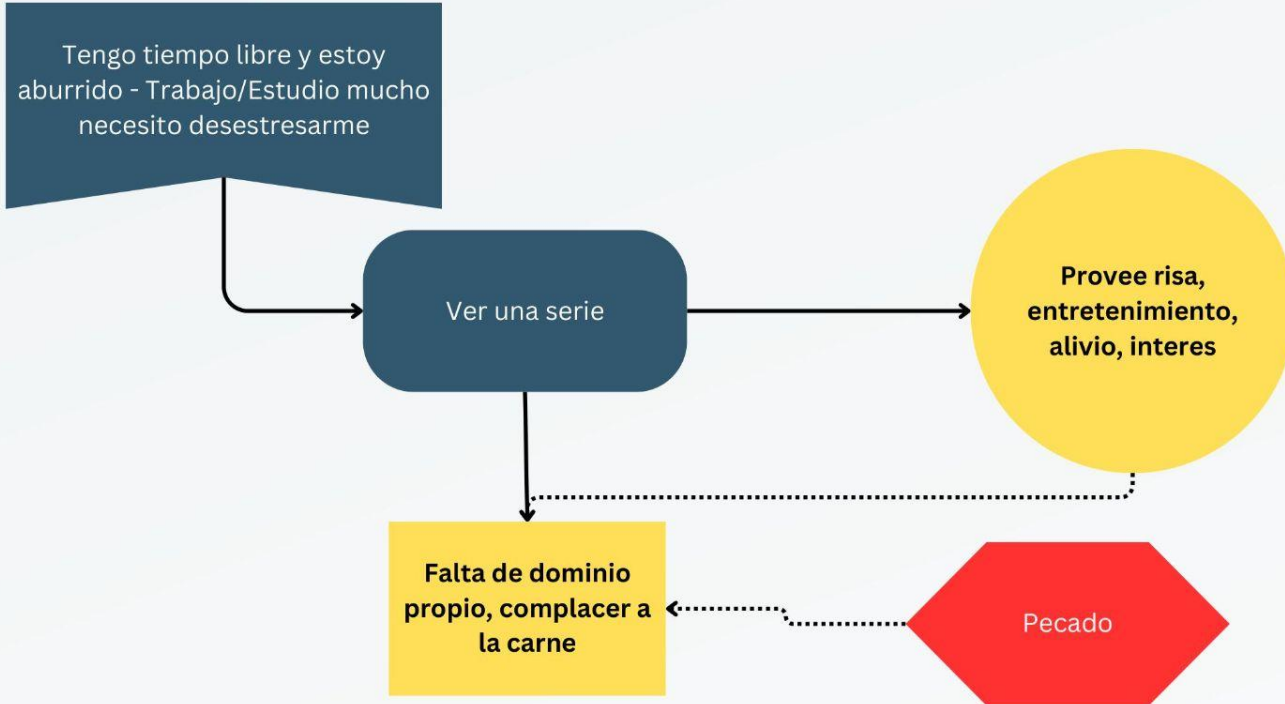 Tengo tiempo libre y estoy
aburrido - Trabajo/Estudio mucho
necesito desestresarme
Ver una serie
Provee risa,
entretenimiento,
alivio, interes
Falta de dominio
propio, complacer a
la carne
Pecado